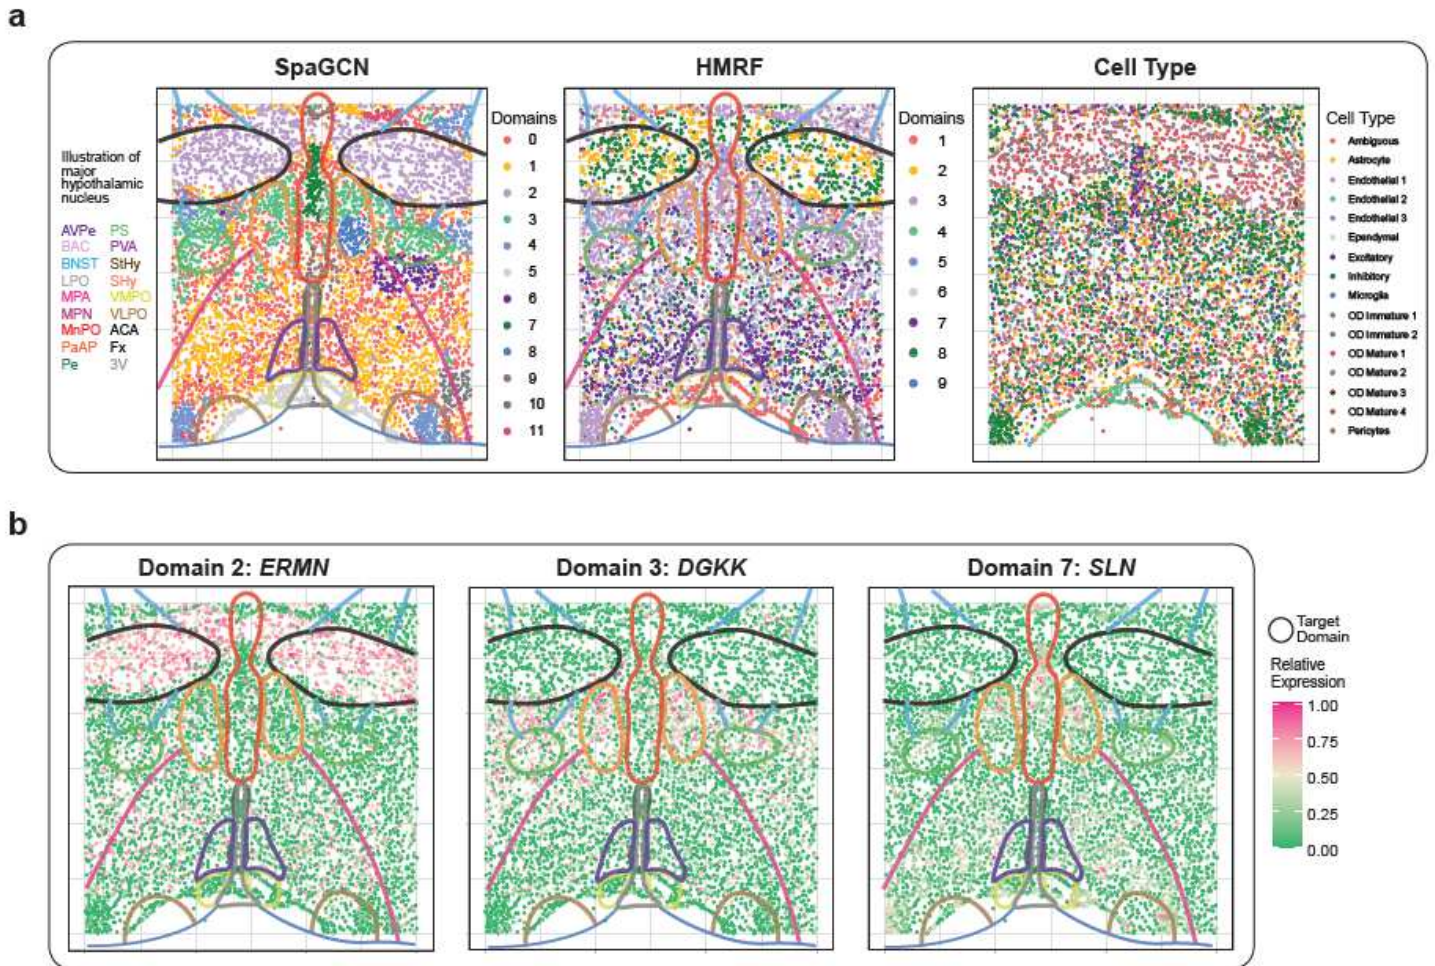 a
SpaGCN
HMRF
Cell Type
Illustration of
major
hypothalamic
nucleus
AVPe PS
BAC PVA
BNST StHy
LPO SHy
MPA VMPO
MPN VLPO
MnPO ACA
PaAP Fx
Pe 3V
Domains
0
1
2
3
4
5
6
7
8
9
10
11
Domains
1
2
3
4
5
6
7
8
9
Cell Type
Ambiguous
Astrocyte
Endothelial 1
Endothelial 2
Endothelial 3
Ependymal
Excitatory
Inhibitory
Microglia
OD Immature 1
OD Immature 2
OD Mature 1
OD Mature 2
OD Mature 3
OD Mature 4
Pericytes
b
Domain 2: ERMN
Domain 3: DGKK
Domain 7: SLN
Target
Domain
Relative
Expression
1.00
0.75
0.50
0.25
0.00